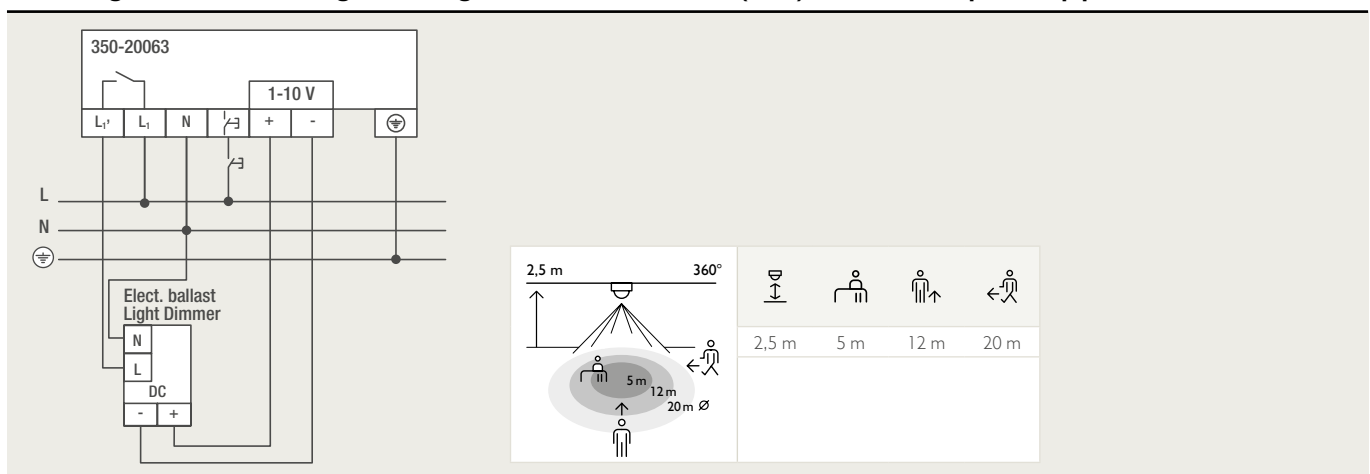 350-20063
1-10 V
L₁' L₁ N + -
L
N
Elect. ballast
Light Dimmer
N
L
DC
- +
2,5 m 360°
5 m
12 m
20 m ⌀
2,5 m 5 m 12 m 20 m